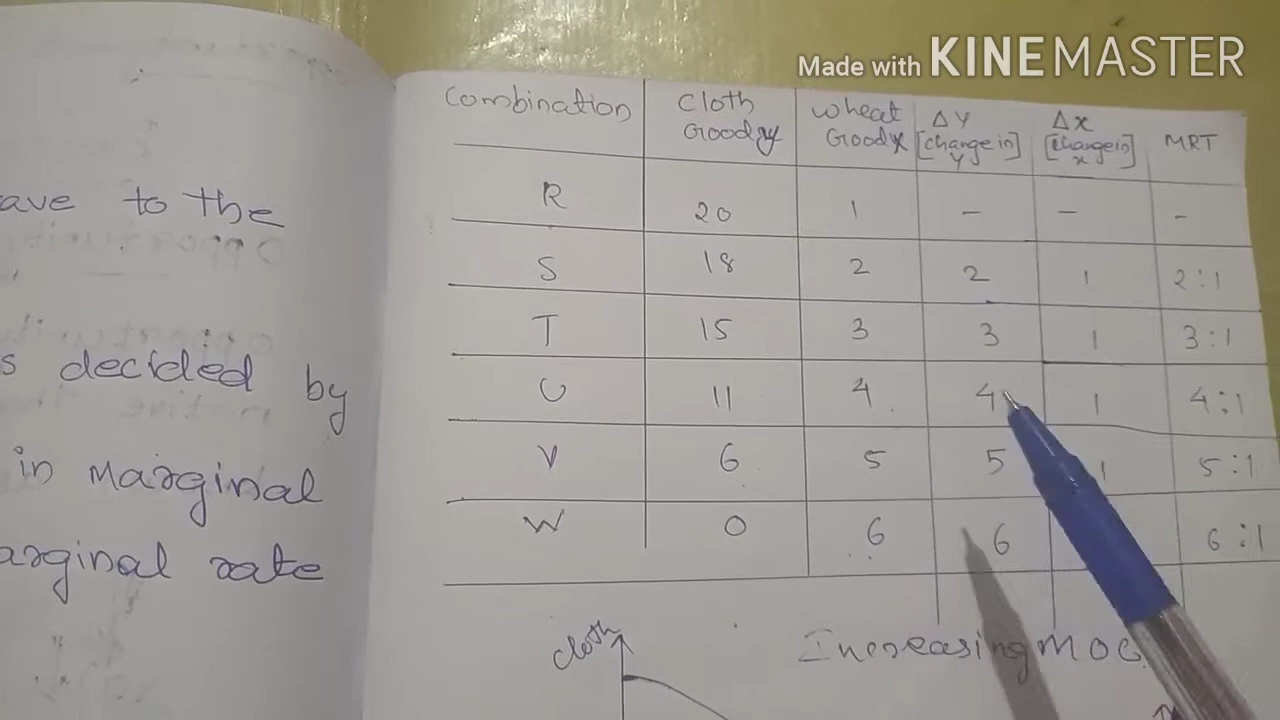 Made with KINEMASTER
ave to the
s decided by
in Marginal
arginal rate
Combination Cloth Good y Wheat Good x ΔY [change in y] ΔX [change in x] MRT
R 20 1 – – –
S 18 2 2 1 2:1
T 15 3 3 1 3:1
U 11 4 4 1 4:1
V 6 5 5 1 5:1
W 0 6 6 6:1
Cloth
Increasing MOC